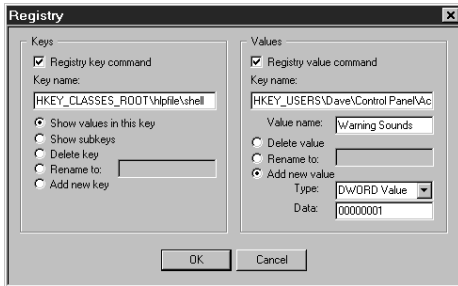 Registry
Keys
Registry key command
Key name:
HKEY_CLASSES_ROOT\hlpfile\shell
Show values in this key
Show subkeys
Delete key
Rename to:
Add new key
Values
Registry value command
Key name:
HKEY_USERS\Dave\Control Panel\Ac
Value name: Warning Sounds
Delete value
Rename to:
Add new value
Type: DWORD Value
Data: 00000001
OK Cancel